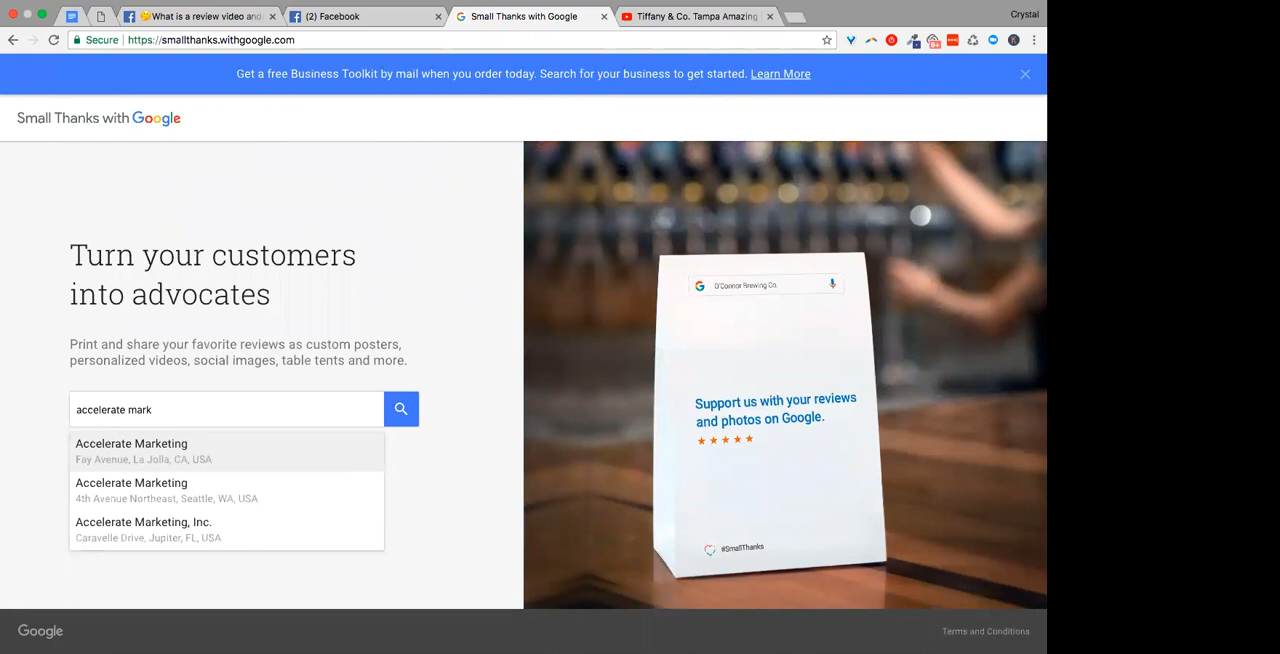 🤔What is a review video and
(2) Facebook
Small Thanks with Google
Tiffany & Co. Tampa Amazing
Crystal
Secure
https://smallthanks.withgoogle.com
Get a free Business Toolkit by mail when you order today. Search for your business to get started. Learn More
Small Thanks with Google
Turn your customers
into advocates
Print and share your favorite reviews as custom posters,
personalized videos, social images, table tents and more.
accelerate mark
Accelerate Marketing
Fay Avenue, La Jolla, CA, USA
Accelerate Marketing
4th Avenue Northeast, Seattle, WA, USA
Accelerate Marketing, Inc.
Caravelle Drive, Jupiter, FL, USA
O'Connor Brewing Co.
Support us with your reviews
and photos on Google.
#SmallThanks
Google
Terms and Conditions